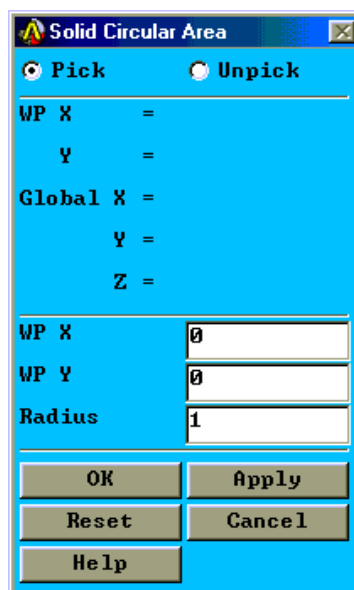 Solid Circular Area
Pick Unpick
WP X =
Y =
Global X =
Y =
Z =
WP X 0
WP Y 0
Radius 1
OK Apply
Reset Cancel
Help